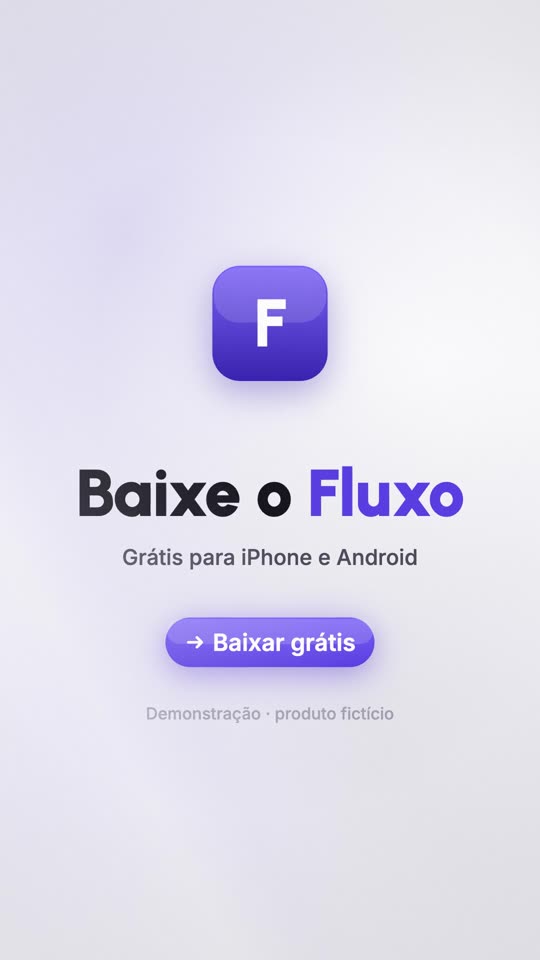 F
Baixe o Fluxo
Grátis para iPhone e Android
→ Baixar grátis
Demonstração · produto fictício